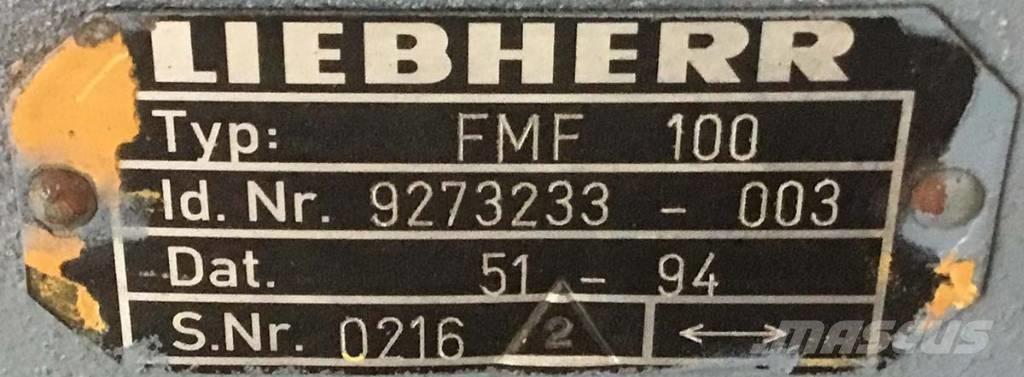 LIEBHERR
Typ: FMF 100
Id. Nr. 9273233 - 003
Dat. 51 - 94
S.Nr. 0216 2 ←→
MASCUS